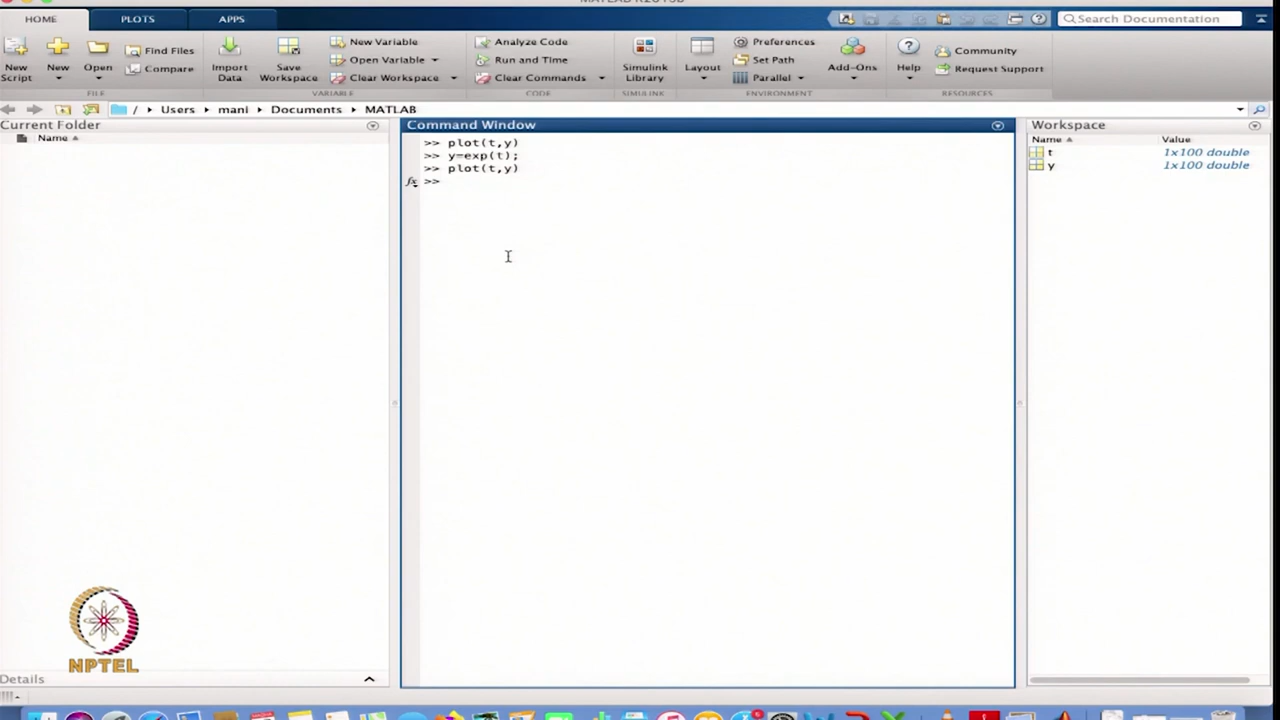 HOME PLOTS APPS Search Documentation
New Script
New
Open
Find Files
Compare
FILE
Import Data
Save Workspace
New Variable
Open Variable
Clear Workspace
VARIABLE
Analyze Code
Run and Time
Clear Commands
CODE
Simulink Library
SIMULINK
Layout
Preferences
Set Path
Parallel
ENVIRONMENT
Add-Ons
Help
Community
Request Support
RESOURCES
/ Users mani Documents MATLAB
Current Folder
Name
Command Window
>> plot(t,y)
>> y=exp(t);
>> plot(t,y)
fx >>
Workspace
Name Value
t 1x100 double
y 1x100 double
NPTEL
Details